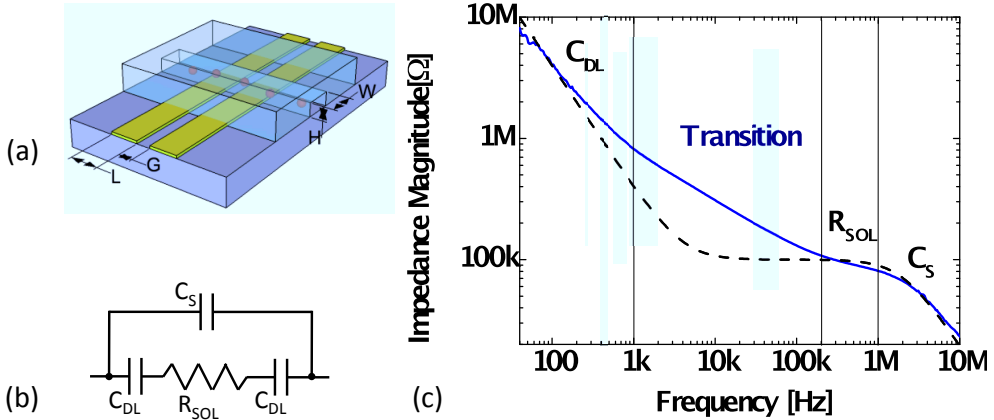 (a)
W
H
G
L
C_S
C_DL
R_SOL
C_DL
(b)
(c)
Impedance Magnitude[Ω]
10M
1M
100k
C_DL
Transition
R_SOL
C_S
100 1k 10k 100k 1M 10M
Frequency [Hz]